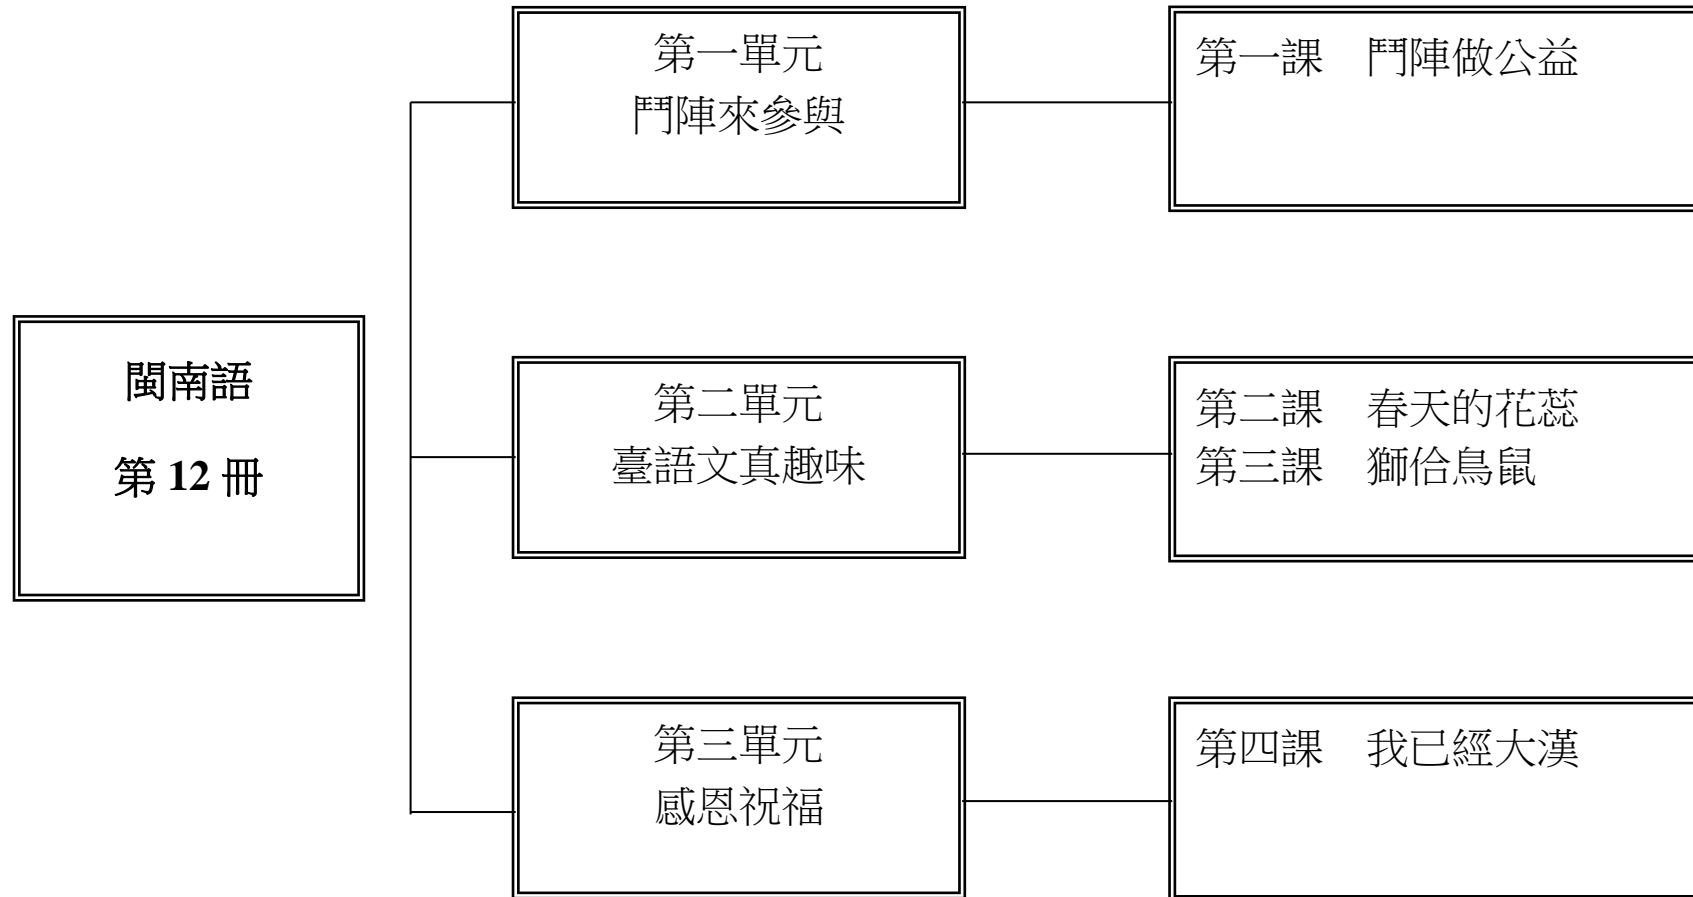 閩南語
第 12 冊
第一單元
鬥陣來參與
第一課　鬥陣做公益
第二單元
臺語文真趣味
第二課　春天的花蕊
第三課　獅佮鳥鼠
第三單元
感恩祝福
第四課　我已經大漢